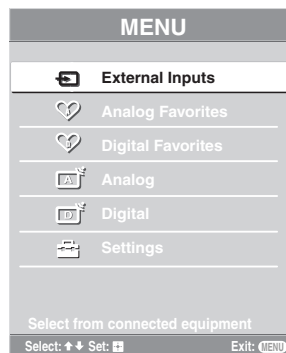 MENU
External Inputs
Analog Favorites
Digital Favorites
A Analog
D Digital
Settings
Select from connected equipment
Select: ↑↓ Set: + Exit: MENU